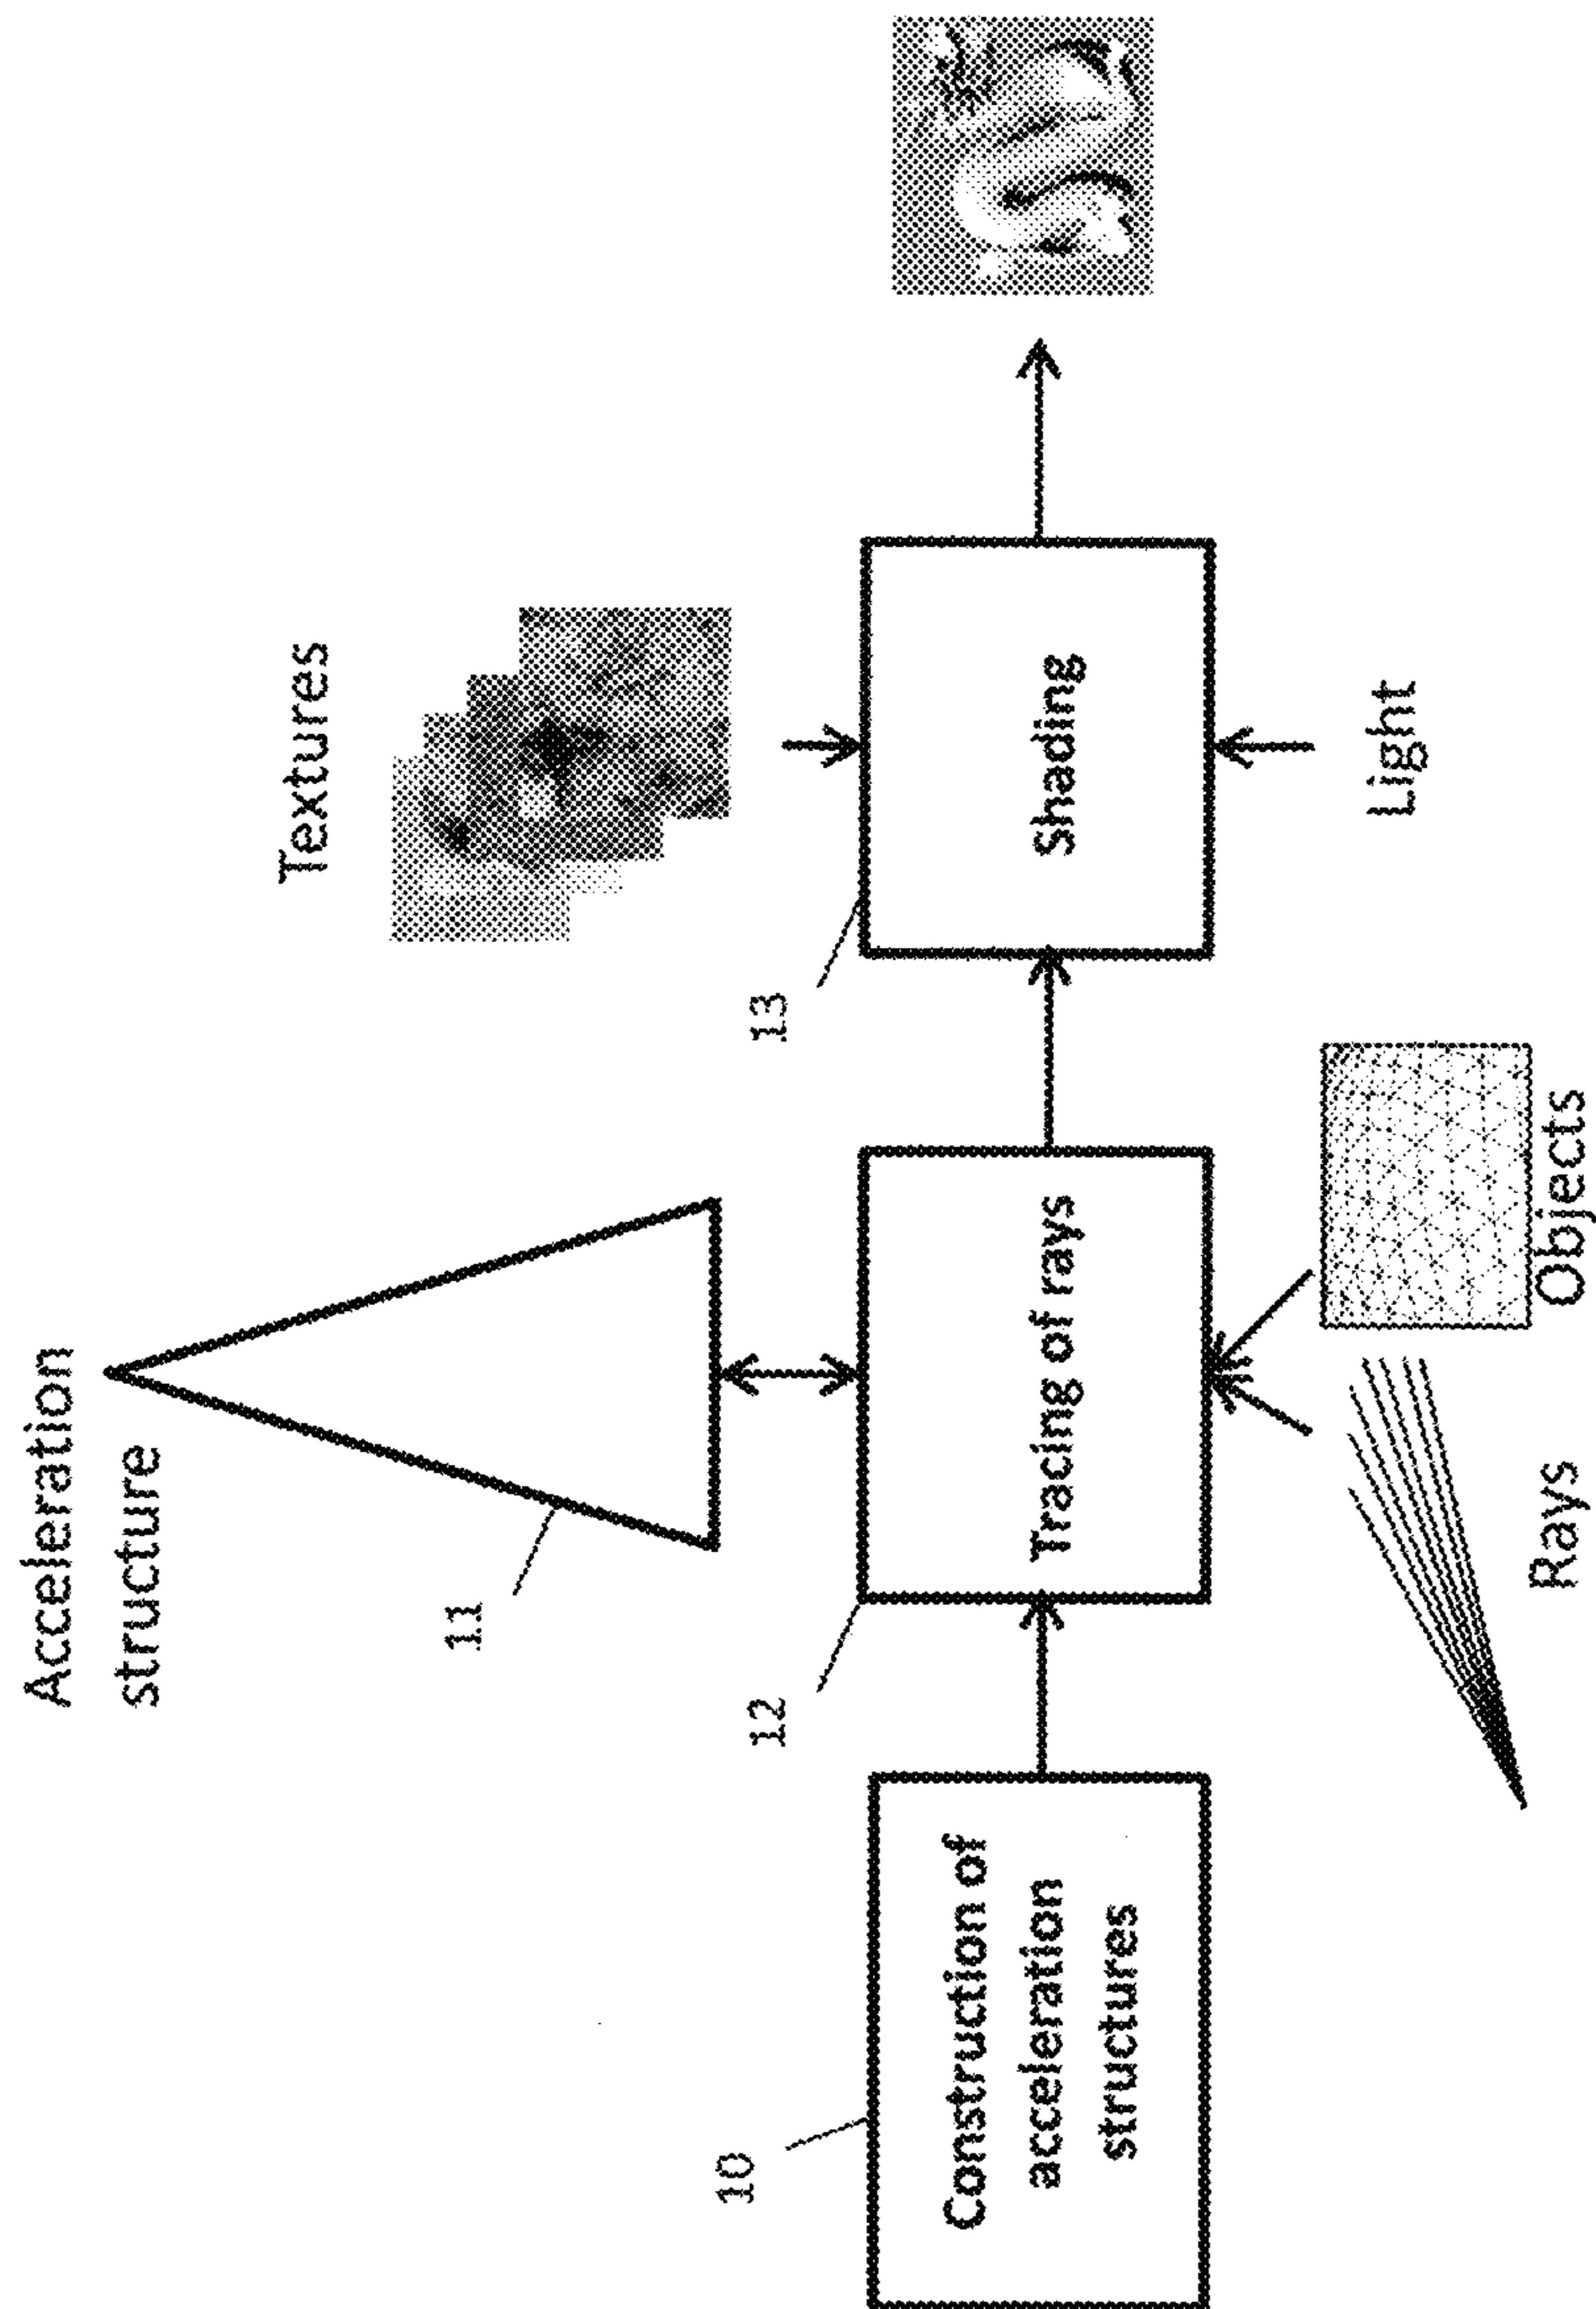 Acceleration
structure
Textures
11
10
12
13
Construction of
acceleration
structures
Tracing of rays
Shading
Rays
Objects
Light